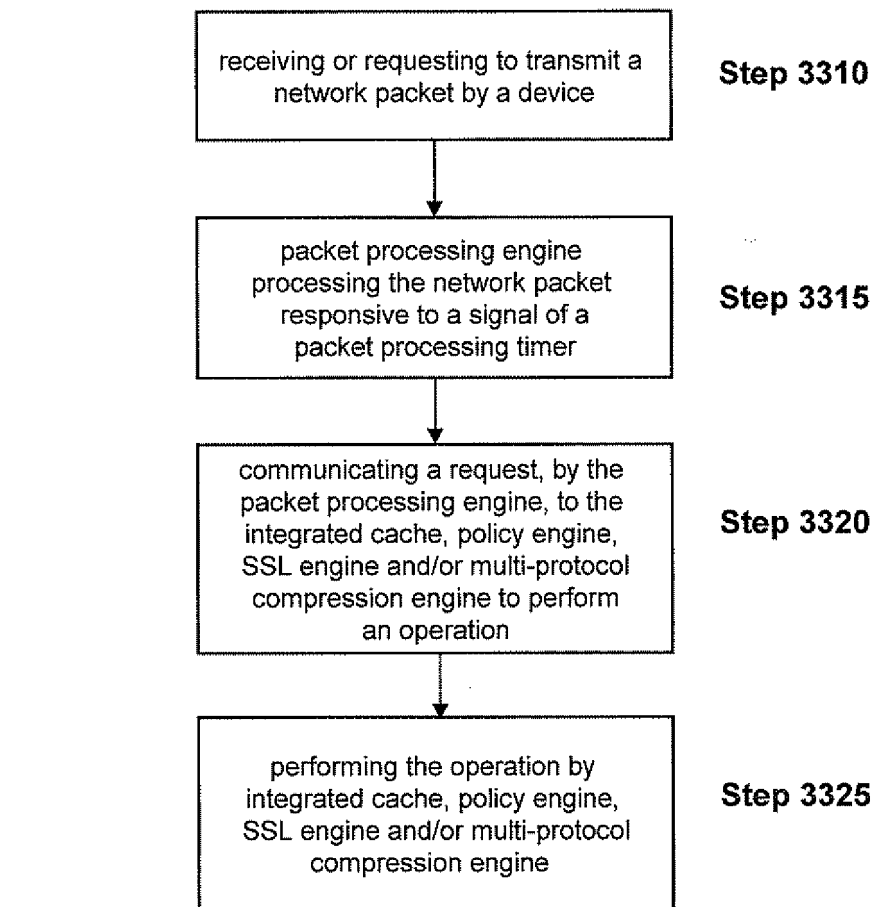 receiving or requesting to transmit a
network packet by a device
Step 3310
packet processing engine
processing the network packet
responsive to a signal of a
packet processing timer
Step 3315
communicating a request, by the
packet processing engine, to the
integrated cache, policy engine,
SSL engine and/or multi-protocol
compression engine to perform
an operation
Step 3320
performing the operation by
integrated cache, policy engine,
SSL engine and/or multi-protocol
compression engine
Step 3325